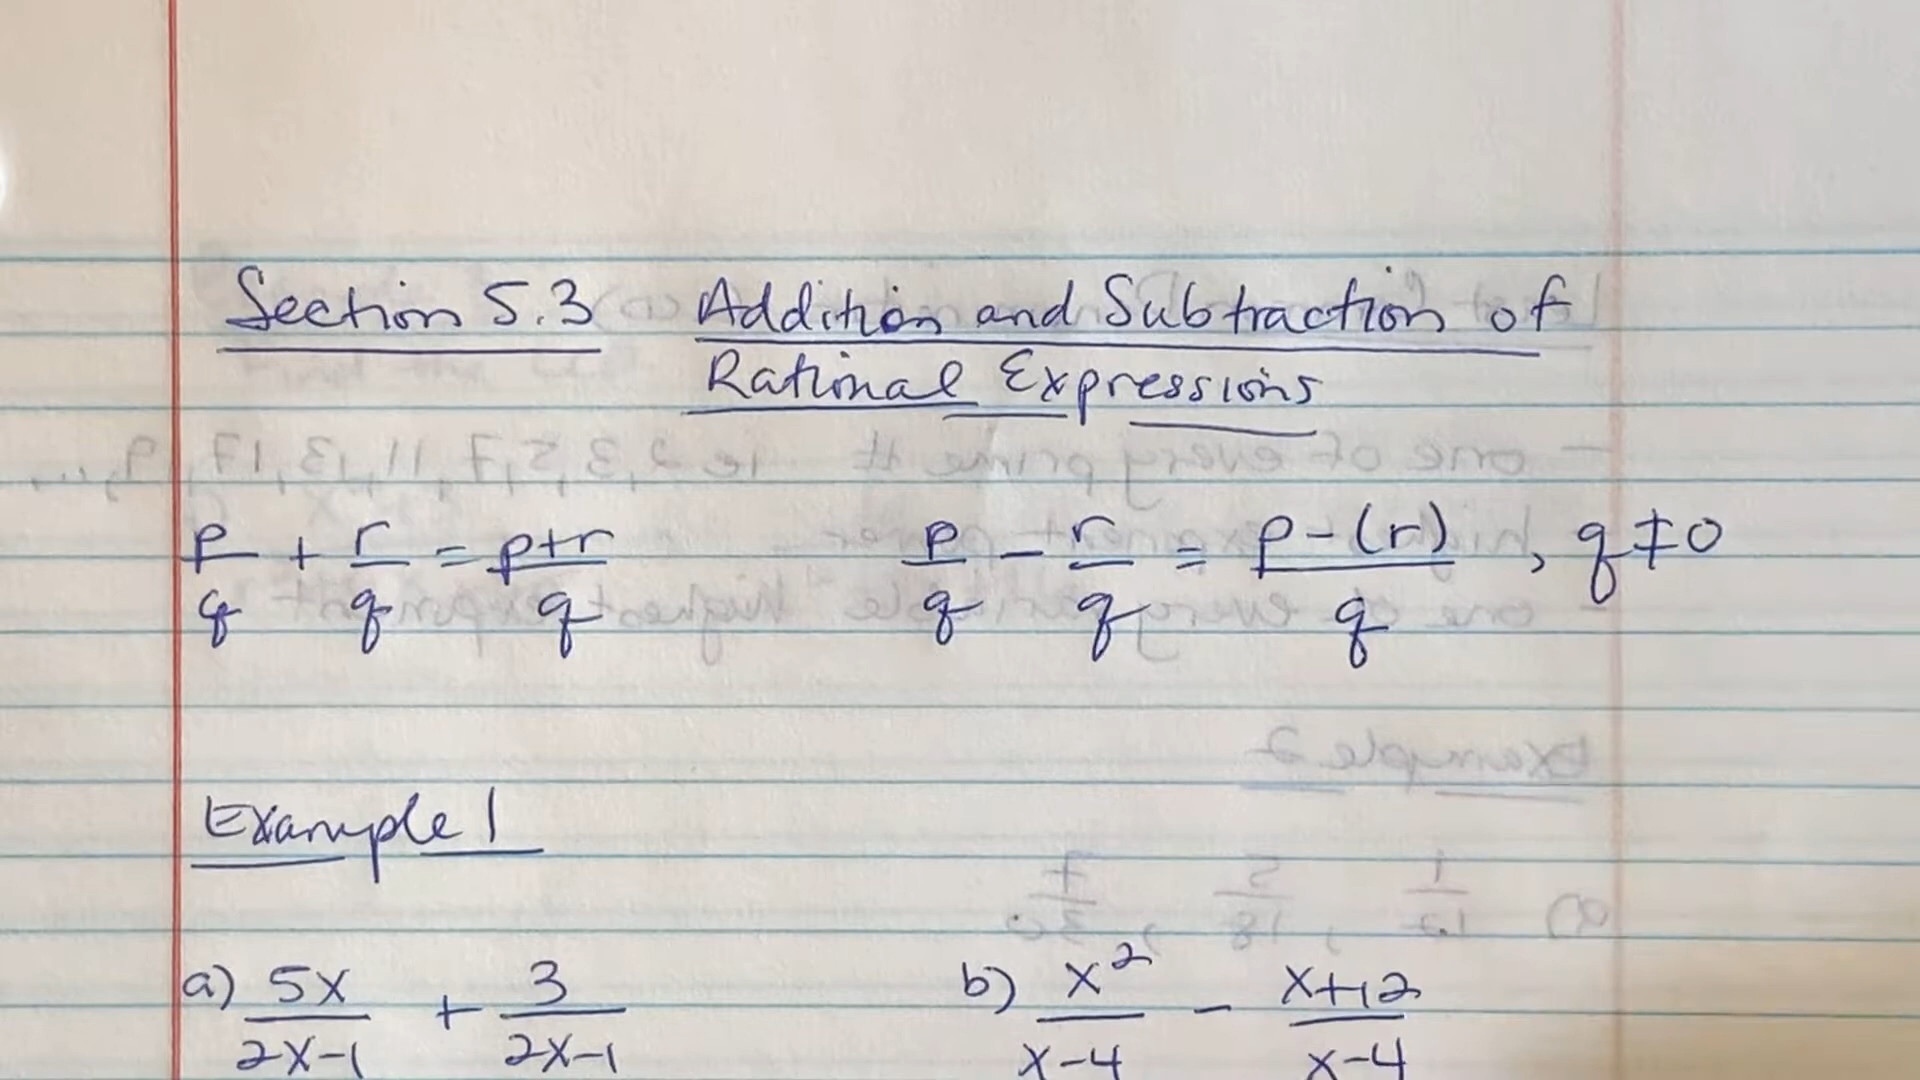 Section 5.3 Addition and Subtraction of
Rational Expressions
p/q + r/q = p+r/q p/q - r/q = p-(r)/q , q≠0
Example 1
a) 5x/2x-1 + 3/2x-1 b) x²/x-4 - x+12/x-4